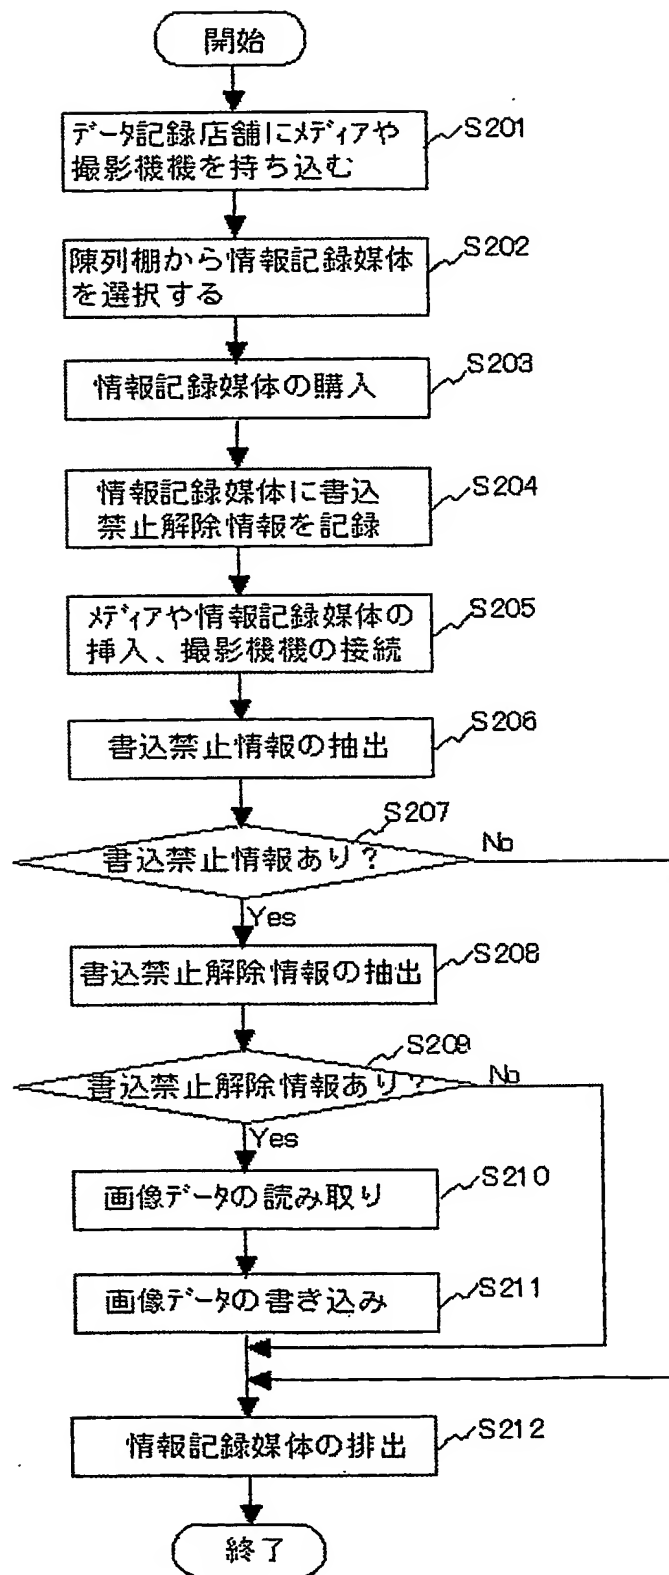 開始
データ記録店舗にメディアや
撮影機機を持ち込む
S201
陳列棚から情報記録媒体
を選択する
S202
情報記録媒体の購入
S203
情報記録媒体に書込
禁止解除情報を記録
S204
メディアや情報記録媒体の
挿入、撮影機機の接続
S205
書込禁止情報の抽出
S206
S207
書込禁止情報あり?
No
Yes
書込禁止解除情報の抽出
S208
S209
書込禁止解除情報あり?
No
Yes
画像データの読み取り
S210
画像データの書き込み
S211
情報記録媒体の排出
S212
終了